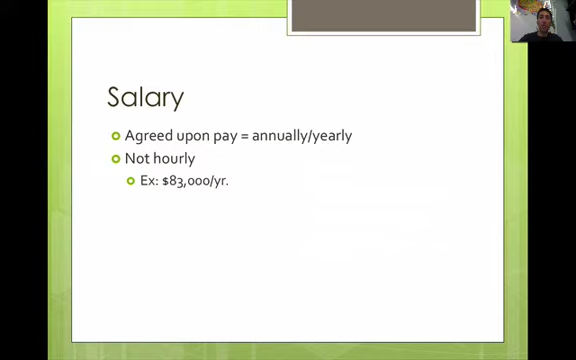 Salary
Agreed upon pay = annually/yearly
Not hourly
Ex: $83,000/yr.